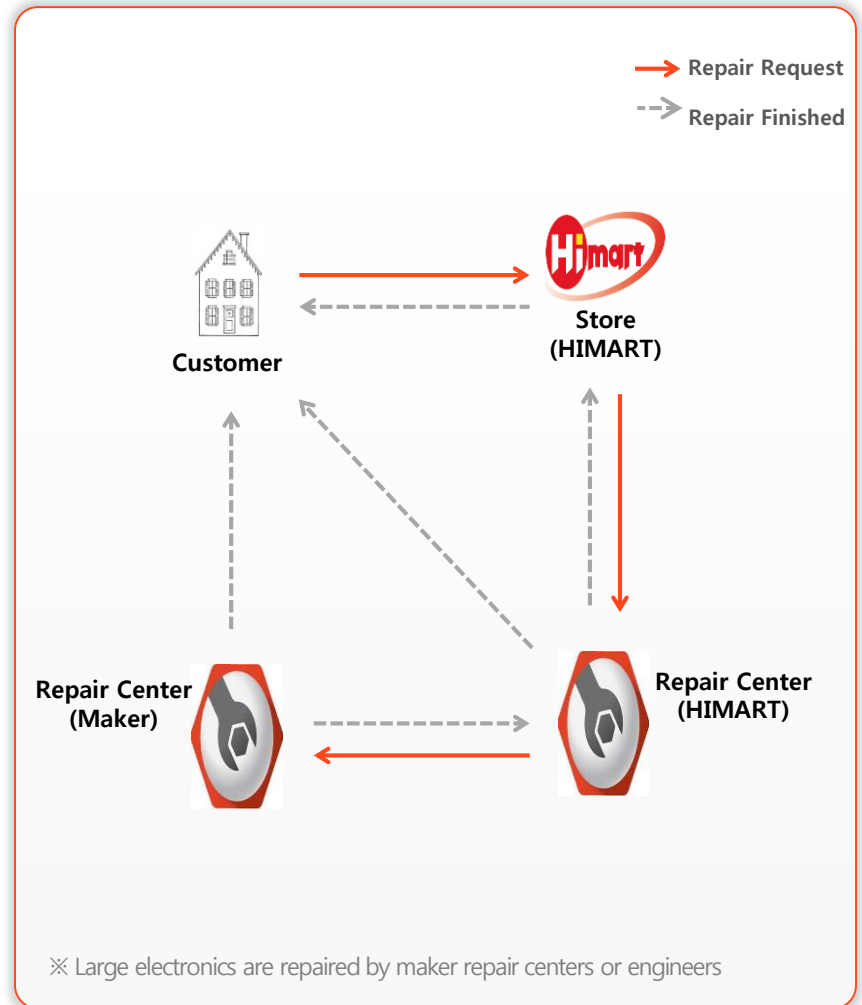 Repair Request
Repair Finished
Himart
Customer
Store
(HIMART)
Repair Center
(Maker)
Repair Center
(HIMART)
※ Large electronics are repaired by maker repair centers or engineers